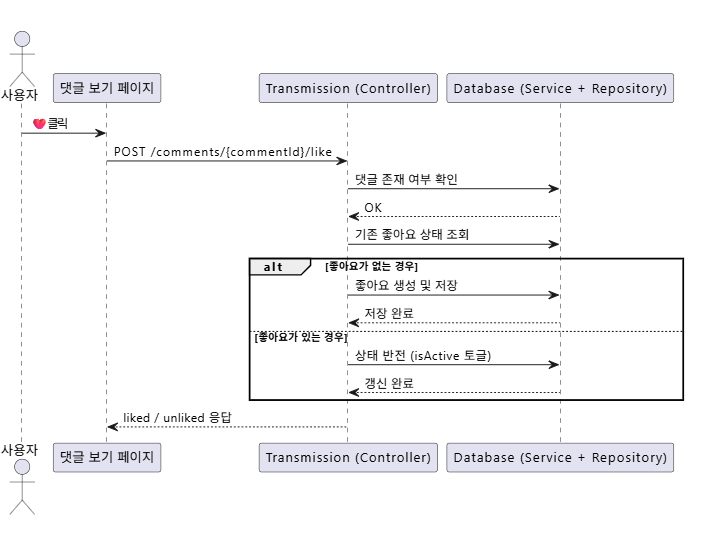 사용자
댓글 보기 페이지
Transmission (Controller)
Database (Service + Repository)
💔클릭
POST /comments/{commentId}/like
댓글 존재 여부 확인
OK
기존 좋아요 상태 조회
alt
[좋아요가 없는 경우]
좋아요 생성 및 저장
저장 완료
[좋아요가 있는 경우]
상태 반전 (isActive 토글)
갱신 완료
liked / unliked 응답
사용자
댓글 보기 페이지
Transmission (Controller)
Database (Service + Repository)